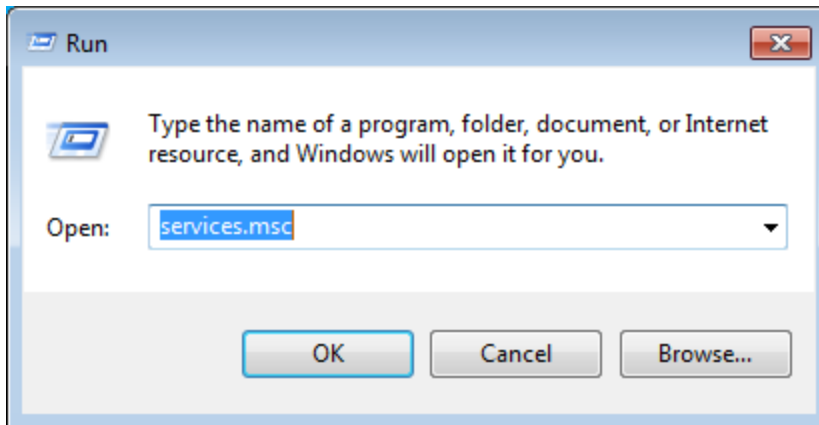 Run
Type the name of a program, folder, document, or Internet
resource, and Windows will open it for you.
Open: services.msc
OK Cancel Browse...